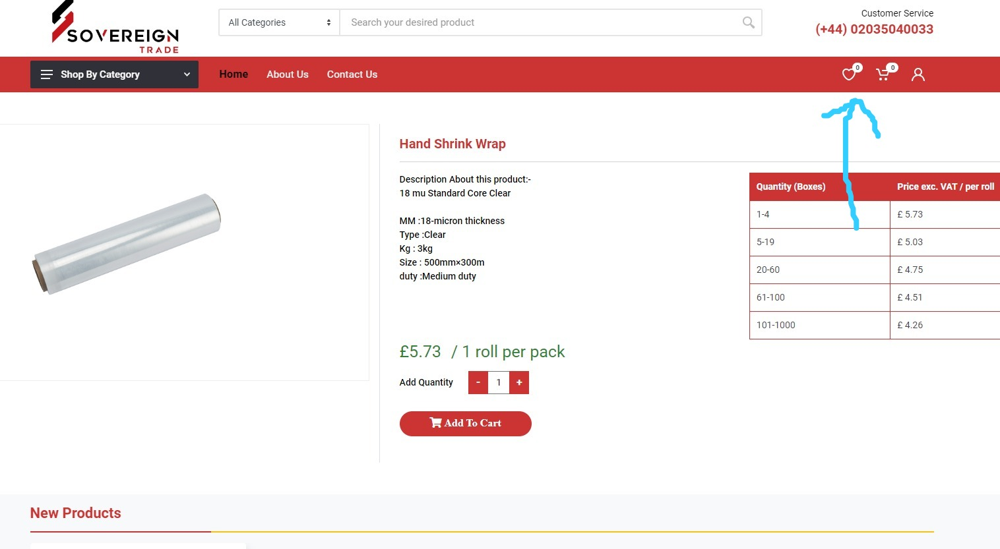 SOVEREIGN
TRADE
All Categories
Search your desired product
Customer Service
(+44) 02035040033
Shop By Category
Home
About Us
Contact Us
0
0
Hand Shrink Wrap
Description About this product:-
18 mu Standard Core Clear
MM :18-micron thickness
Type :Clear
Kg : 3kg
Size : 500mm×300m
duty :Medium duty
Quantity (Boxes) Price exc. VAT / per roll
1-4 £ 5.73
5-19 £ 5.03
20-60 £ 4.75
61-100 £ 4.51
101-1000 £ 4.26
£5.73 / 1 roll per pack
Add Quantity - 1 +
Add To Cart
New Products